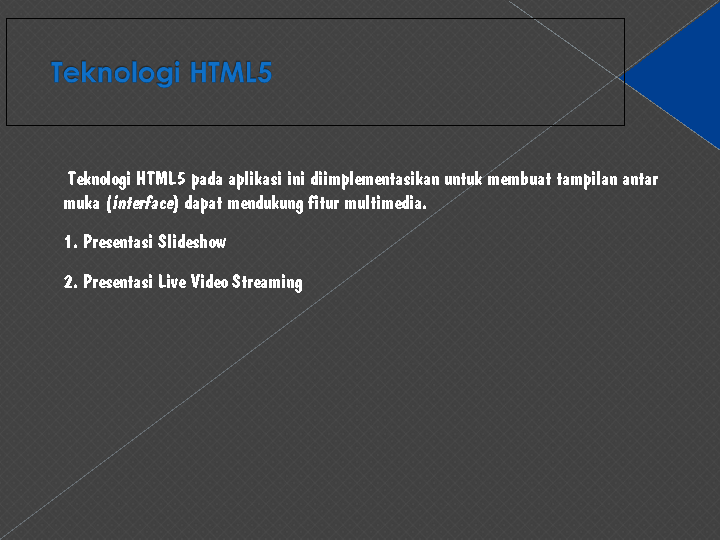 Teknologi HTML5
Teknologi HTML5 pada aplikasi ini diimplementasikan untuk membuat tampilan antar
muka (interface) dapat mendukung fitur multimedia.
1. Presentasi Slideshow
2. Presentasi Live Video Streaming